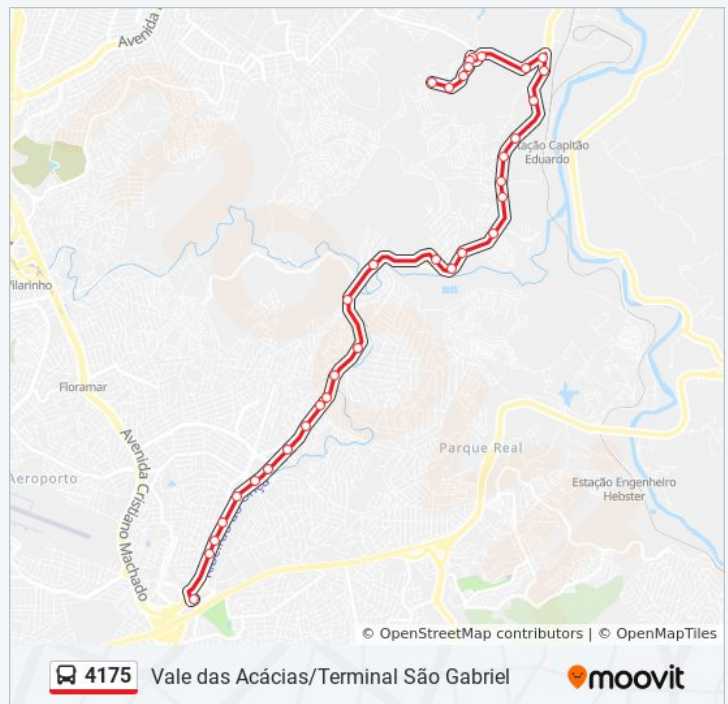 Avenida C
tação Capitão
Eduardo
Vilarinho
Floramar
Avenida Cristiano Machado
Parque Real
Aeroporto
Estação Engenheiro
Hebster
© OpenStreetMap contributors | © OpenMapTiles
4175 Vale das Acácias/Terminal São Gabriel moovit